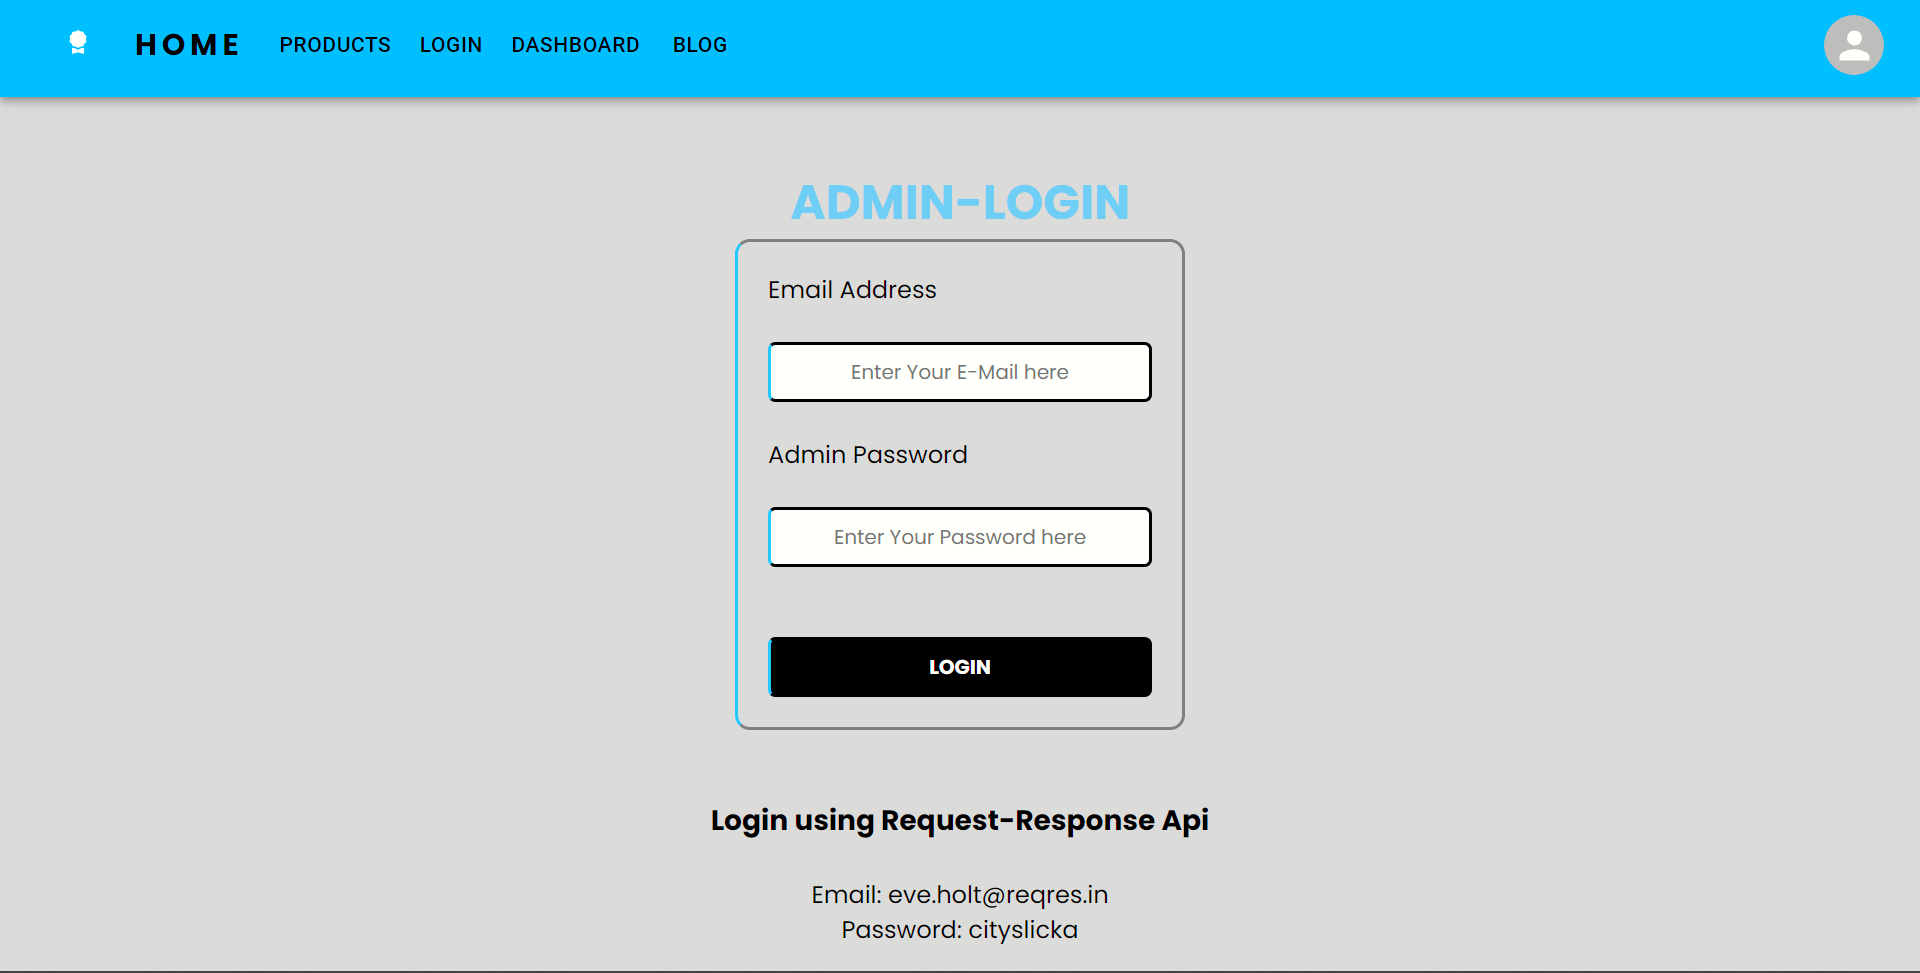 HOME PRODUCTS LOGIN DASHBOARD BLOG
ADMIN-LOGIN
Email Address
Enter Your E-Mail here
Admin Password
Enter Your Password here
LOGIN
Login using Request-Response Api
Email: eve.holt@reqres.in
Password: cityslicka